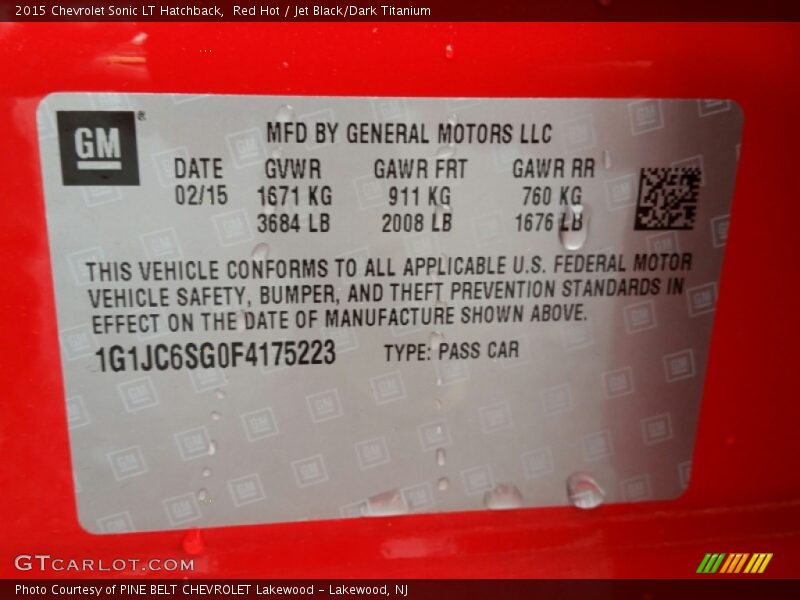 2015 Chevrolet Sonic LT Hatchback,  Red Hot / Jet Black/Dark Titanium
GM®
MFD BY GENERAL MOTORS LLC
DATE GVWR GAWR FRT GAWR RR
02/15 1671 KG 911 KG 760 KG
3684 LB 2008 LB 1676 LB
THIS VEHICLE CONFORMS TO ALL APPLICABLE U.S. FEDERAL MOTOR
VEHICLE SAFETY, BUMPER, AND THEFT PREVENTION STANDARDS IN
EFFECT ON THE DATE OF MANUFACTURE SHOWN ABOVE.
1G1JC6SG0F4175223 TYPE: PASS CAR
GTCARLOT.COM
Photo Courtesy of PINE BELT CHEVROLET Lakewood - Lakewood, NJ